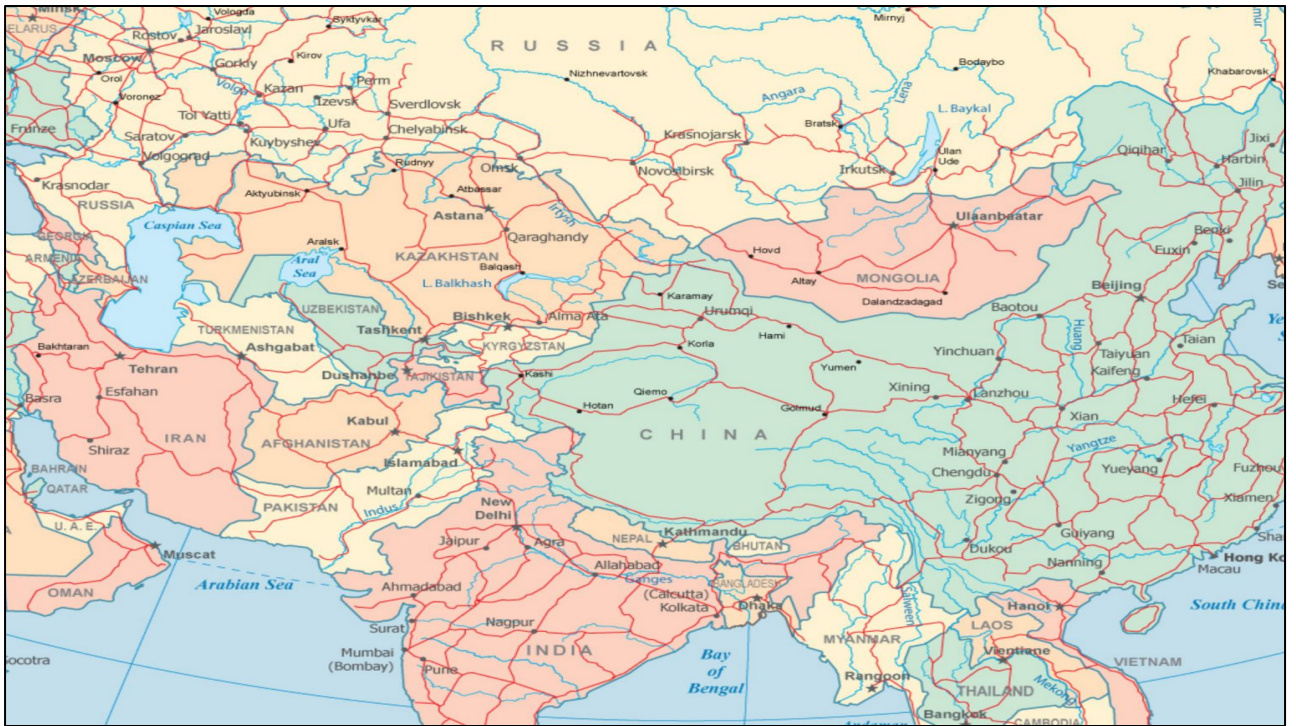 Minsk
Vologda
Syktyvkar
Mirnyj
ELARUS
Rostov
Jaroslavl
R U S S I A
Moscow
Kirov
Gorkiy
Orol
Nizhnevartovsk
Bodaybo
Khabarovsk
Volga
Kazan
Perm
Voronez
Izevsk
Sverdlovsk
Angara
Lena
L. Baykal
Tol Yatti
Ufa
Chelyabinsk
Bratsk
Frunze
Saratov
Kuybyshev
Krasnojarsk
Jixi
Volgograd
Rudnyy
Omsk
Novosibirsk
Irkutsk
Ulan
Ude
Qiqihar
Harbin
Krasnodar
Aktyubinsk
Atbassar
Jilin
RUSSIA
Astana
Irtysh
Ulaanbaatar
Caspian Sea
Qaraghandy
GEORGIA
Aralsk
Hovd
Fuxin
Benxi
ARMENIA
Aral
Sea
KAZAKHSTAN
Balqash
Altay
MONGOLIA
AZERBAIJAN
L. Balkhash
Karamay
Dalandzadagad
Beijing
Se
UZBEKISTAN
Urumqi
Baotou
Bishkek
Alma Ata
Hami
Huang
Ye
TURKMENISTAN
Tashkent
KYRGYZSTAN
Korla
Taian
Bakhtaran
Ashgabat
Yinchuan
Taiyuan
Tehran
Dushanbe
TAJIKISTAN
Kashi
Yumen
Kaifeng
Basra
Esfahan
Hotan
Qiemo
Golmud
Xining
Lanzhou
Hefei
Kabul
Xian
IRAN
AFGHANISTAN
C H I N A
Shiraz
Islamabad
Mianyang
Yangtze
BAHRAIN
Chengdu
Yueyang
Fuzhou
QATAR
Multan
Zigong
Xiamen
PAKISTAN
Indus
New
Delhi
U. A. E.
Kathmandu
Guiyang
Jaipur
Agra
NEPAL
BHUTAN
Dukou
Sha
Muscat
Allahabad
Nanning
Hong Ko
Macau
Arabian Sea
Ahmadabad
Ganges
BANGLADESH
OMAN
(Calcutta)
Kolkata
Dhaka
Salween
Hanoi
South China
Surat
Nagpur
LAOS
MYANMAR
Mumbai
(Bombay)
INDIA
Bay
of
Bengal
Vientiane
VIETNAM
Socotra
Pune
Rangoon
Mekong
THAILAND
Bangkok
CAMBODIA
Andaman